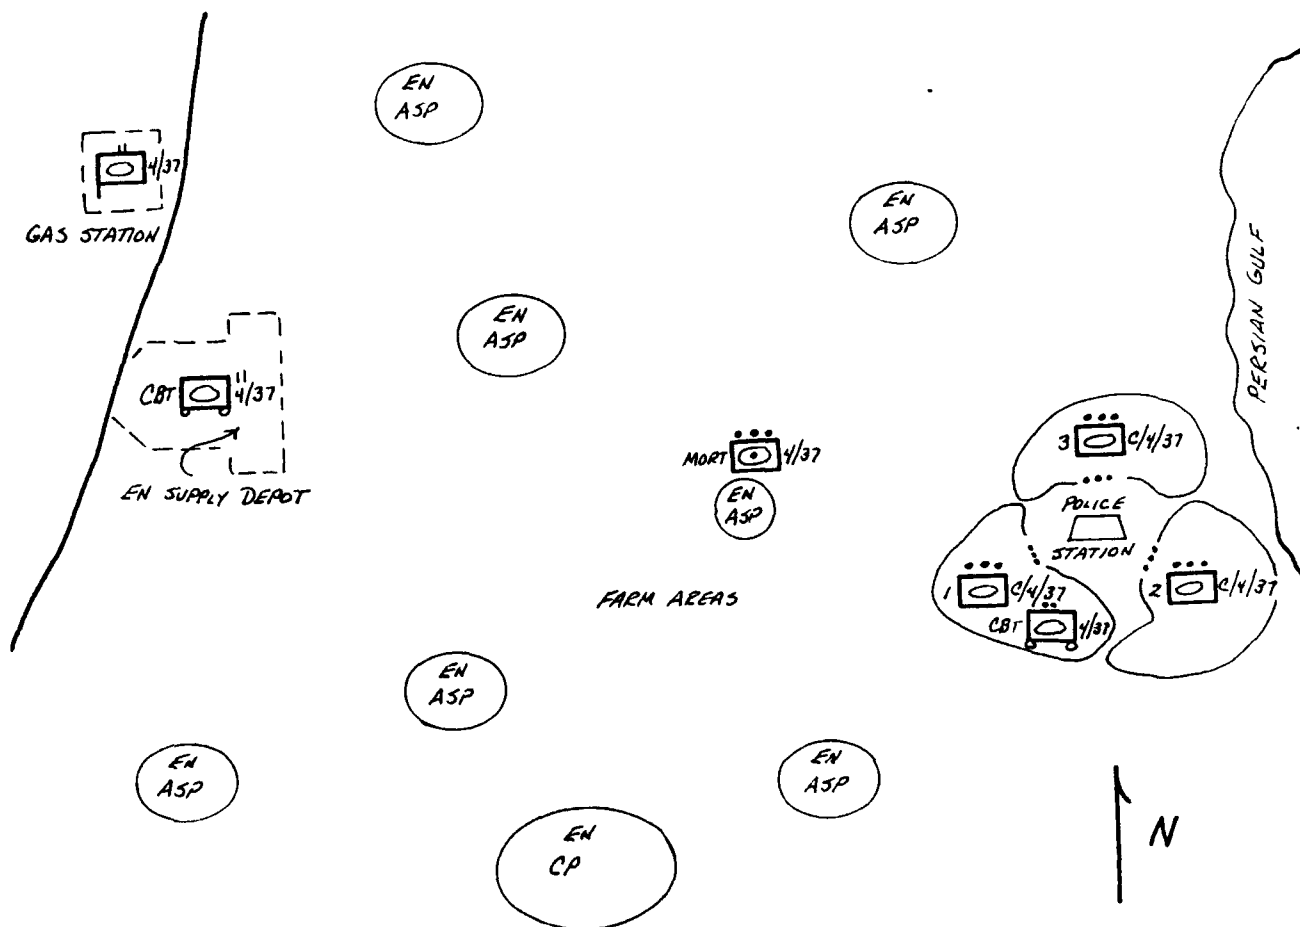 EN
ASP
4/37
GAS STATION
EN
ASP
PERSIAN GULF
EN
ASP
CBT 4/37
EN SUPPLY DEPOT
MORT 4/37
EN
ASP
3 C/4/37
POLICE
STATION
1 C/4/37
CBT 4/37
2 C/4/37
FARM AREAS
EN
ASP
EN
ASP
EN
ASP
EN
CP
N